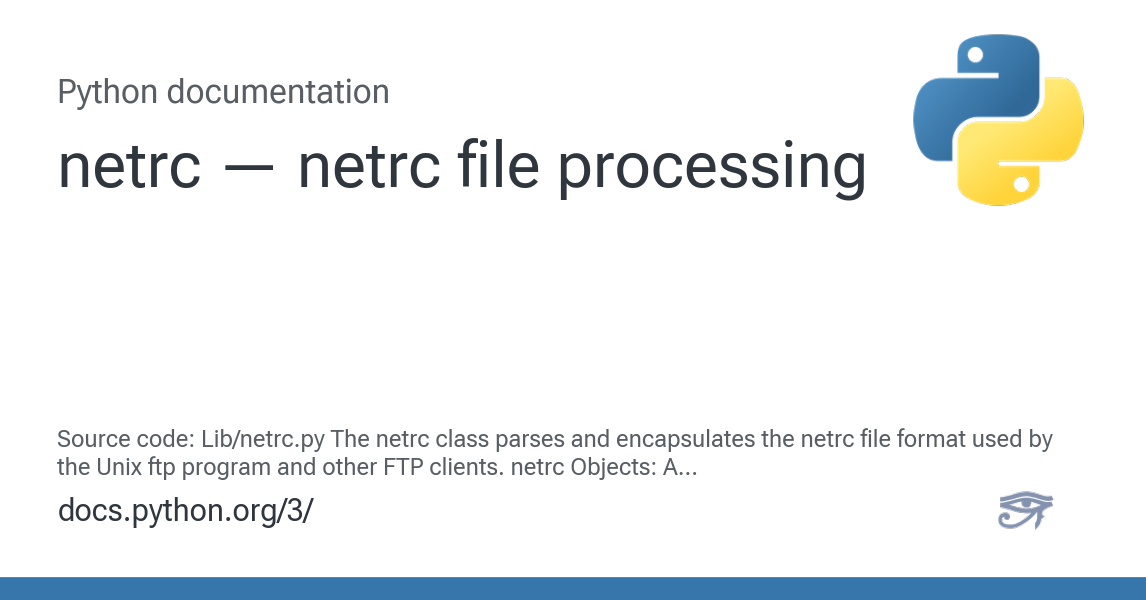 Python documentation
netrc — netrc file processing
Source code: Lib/netrc.py The netrc class parses and encapsulates the netrc file format used by
the Unix ftp program and other FTP clients. netrc Objects: A...
docs.python.org/3/